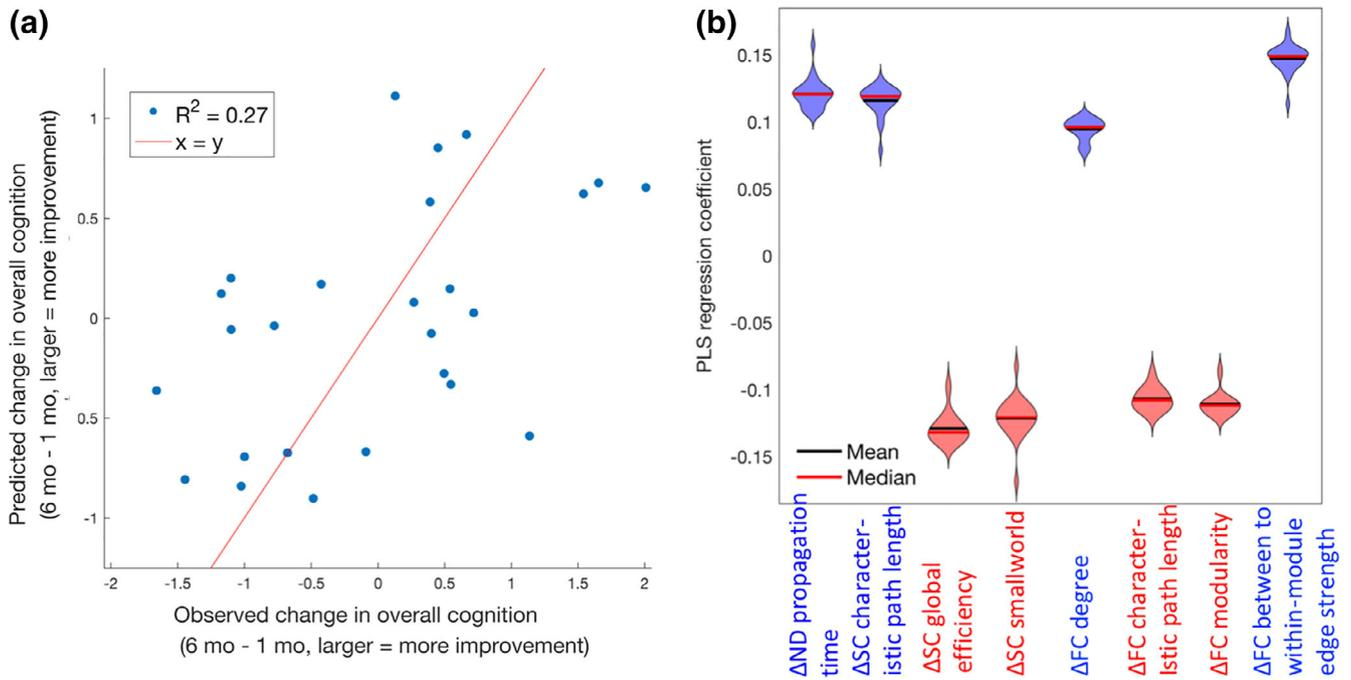 (a)
R² = 0.27
x = y
1
0.5
0
0.5
-1
-2
-1.5
-1
-0.5
0
0.5
1
1.5
2
Predicted change in overall cognition
(6 mo - 1 mo, larger = more improvement)
Observed change in overall cognition
(6 mo - 1 mo, larger = more improvement)
(b)
0.15
0.1
0.05
0
-0.05
-0.1
-0.15
PLS regression coefficient
Mean
Median
ΔND propagation
time
ΔSC character-
istic path length
ΔSC global
efficiency
ΔSC smallworld
ΔFC degree
ΔFC character-
Istic path length
ΔFC modularity
ΔFC between to
within-module
edge strength